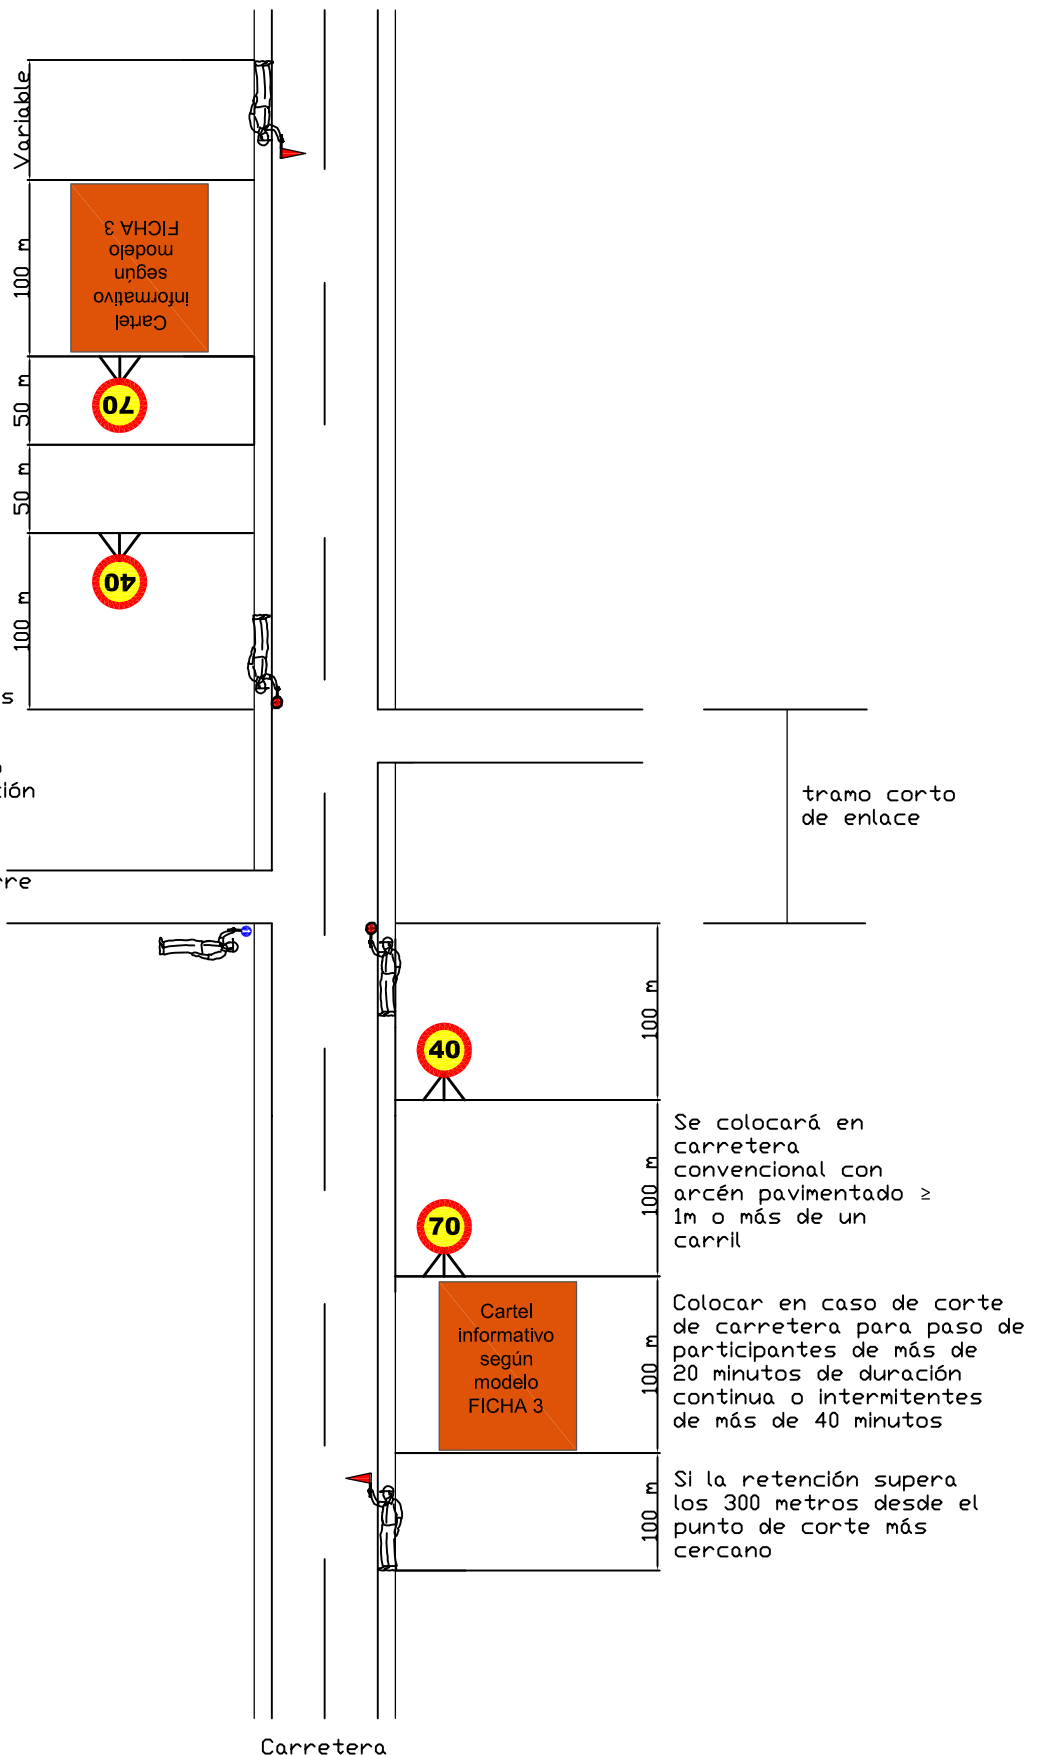 Variable
Cartel
informativo
según
modelo
FICHA 3
100 m
70
50 m
50 m
40
100 m
s
ión
rre
tramo corto
de enlace
40
100 m
Se colocará en
carretera
convencional con
arcén pavimentado ≥
1m o más de un
carril
100 m
70
Cartel
informativo
según
modelo
FICHA 3
100 m
Colocar en caso de corte
de carretera para paso de
participantes de más de
20 minutos de duración
continua o intermitentes
de más de 40 minutos
100 m
Si la retención supera
los 300 metros desde el
punto de corte más
cercano
Carretera